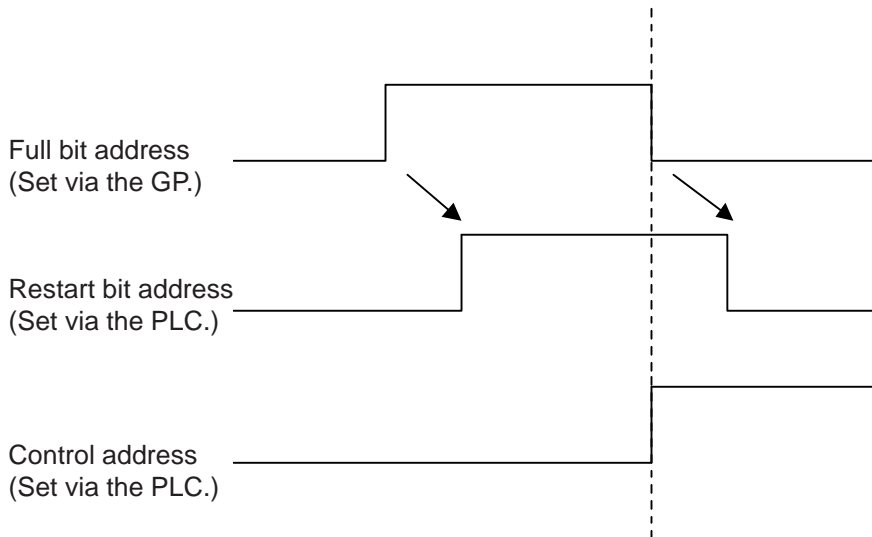 Full bit address
(Set via the GP.)
Restart bit address
(Set via the PLC.)
Control address
(Set via the PLC.)